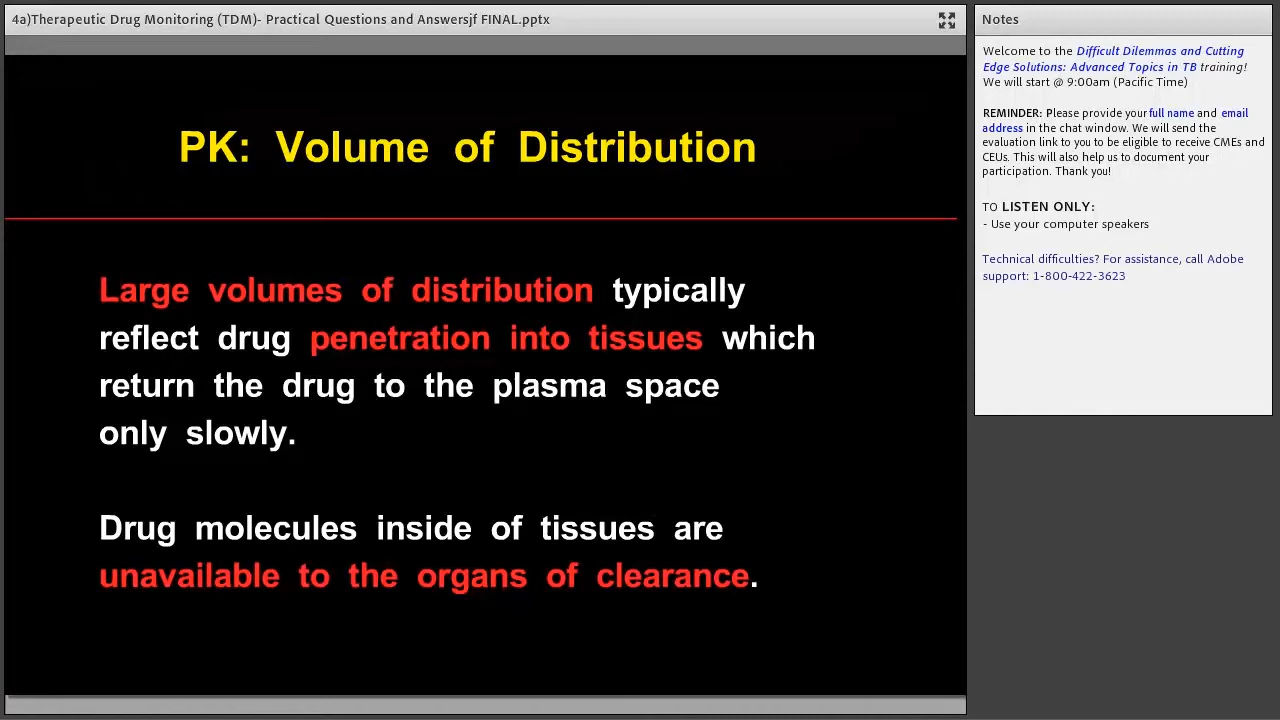 4a)Therapeutic Drug Monitoring (TDM)- Practical Questions and Answersjf FINAL.pptx
PK: Volume of Distribution
Large volumes of distribution typically
reflect drug penetration into tissues which
return the drug to the plasma space
only slowly.
Drug molecules inside of tissues are
unavailable to the organs of clearance.
Notes
Welcome to the Difficult Dilemmas and Cutting
Edge Solutions: Advanced Topics in TB training!
We will start @ 9:00am (Pacific Time)
REMINDER: Please provide your full name and email
address in the chat window. We will send the
evaluation link to you to be eligible to receive CMEs and
CEUs. This will also help us to document your
participation. Thank you!
TO LISTEN ONLY:
- Use your computer speakers
Technical difficulties? For assistance, call Adobe
support: 1-800-422-3623